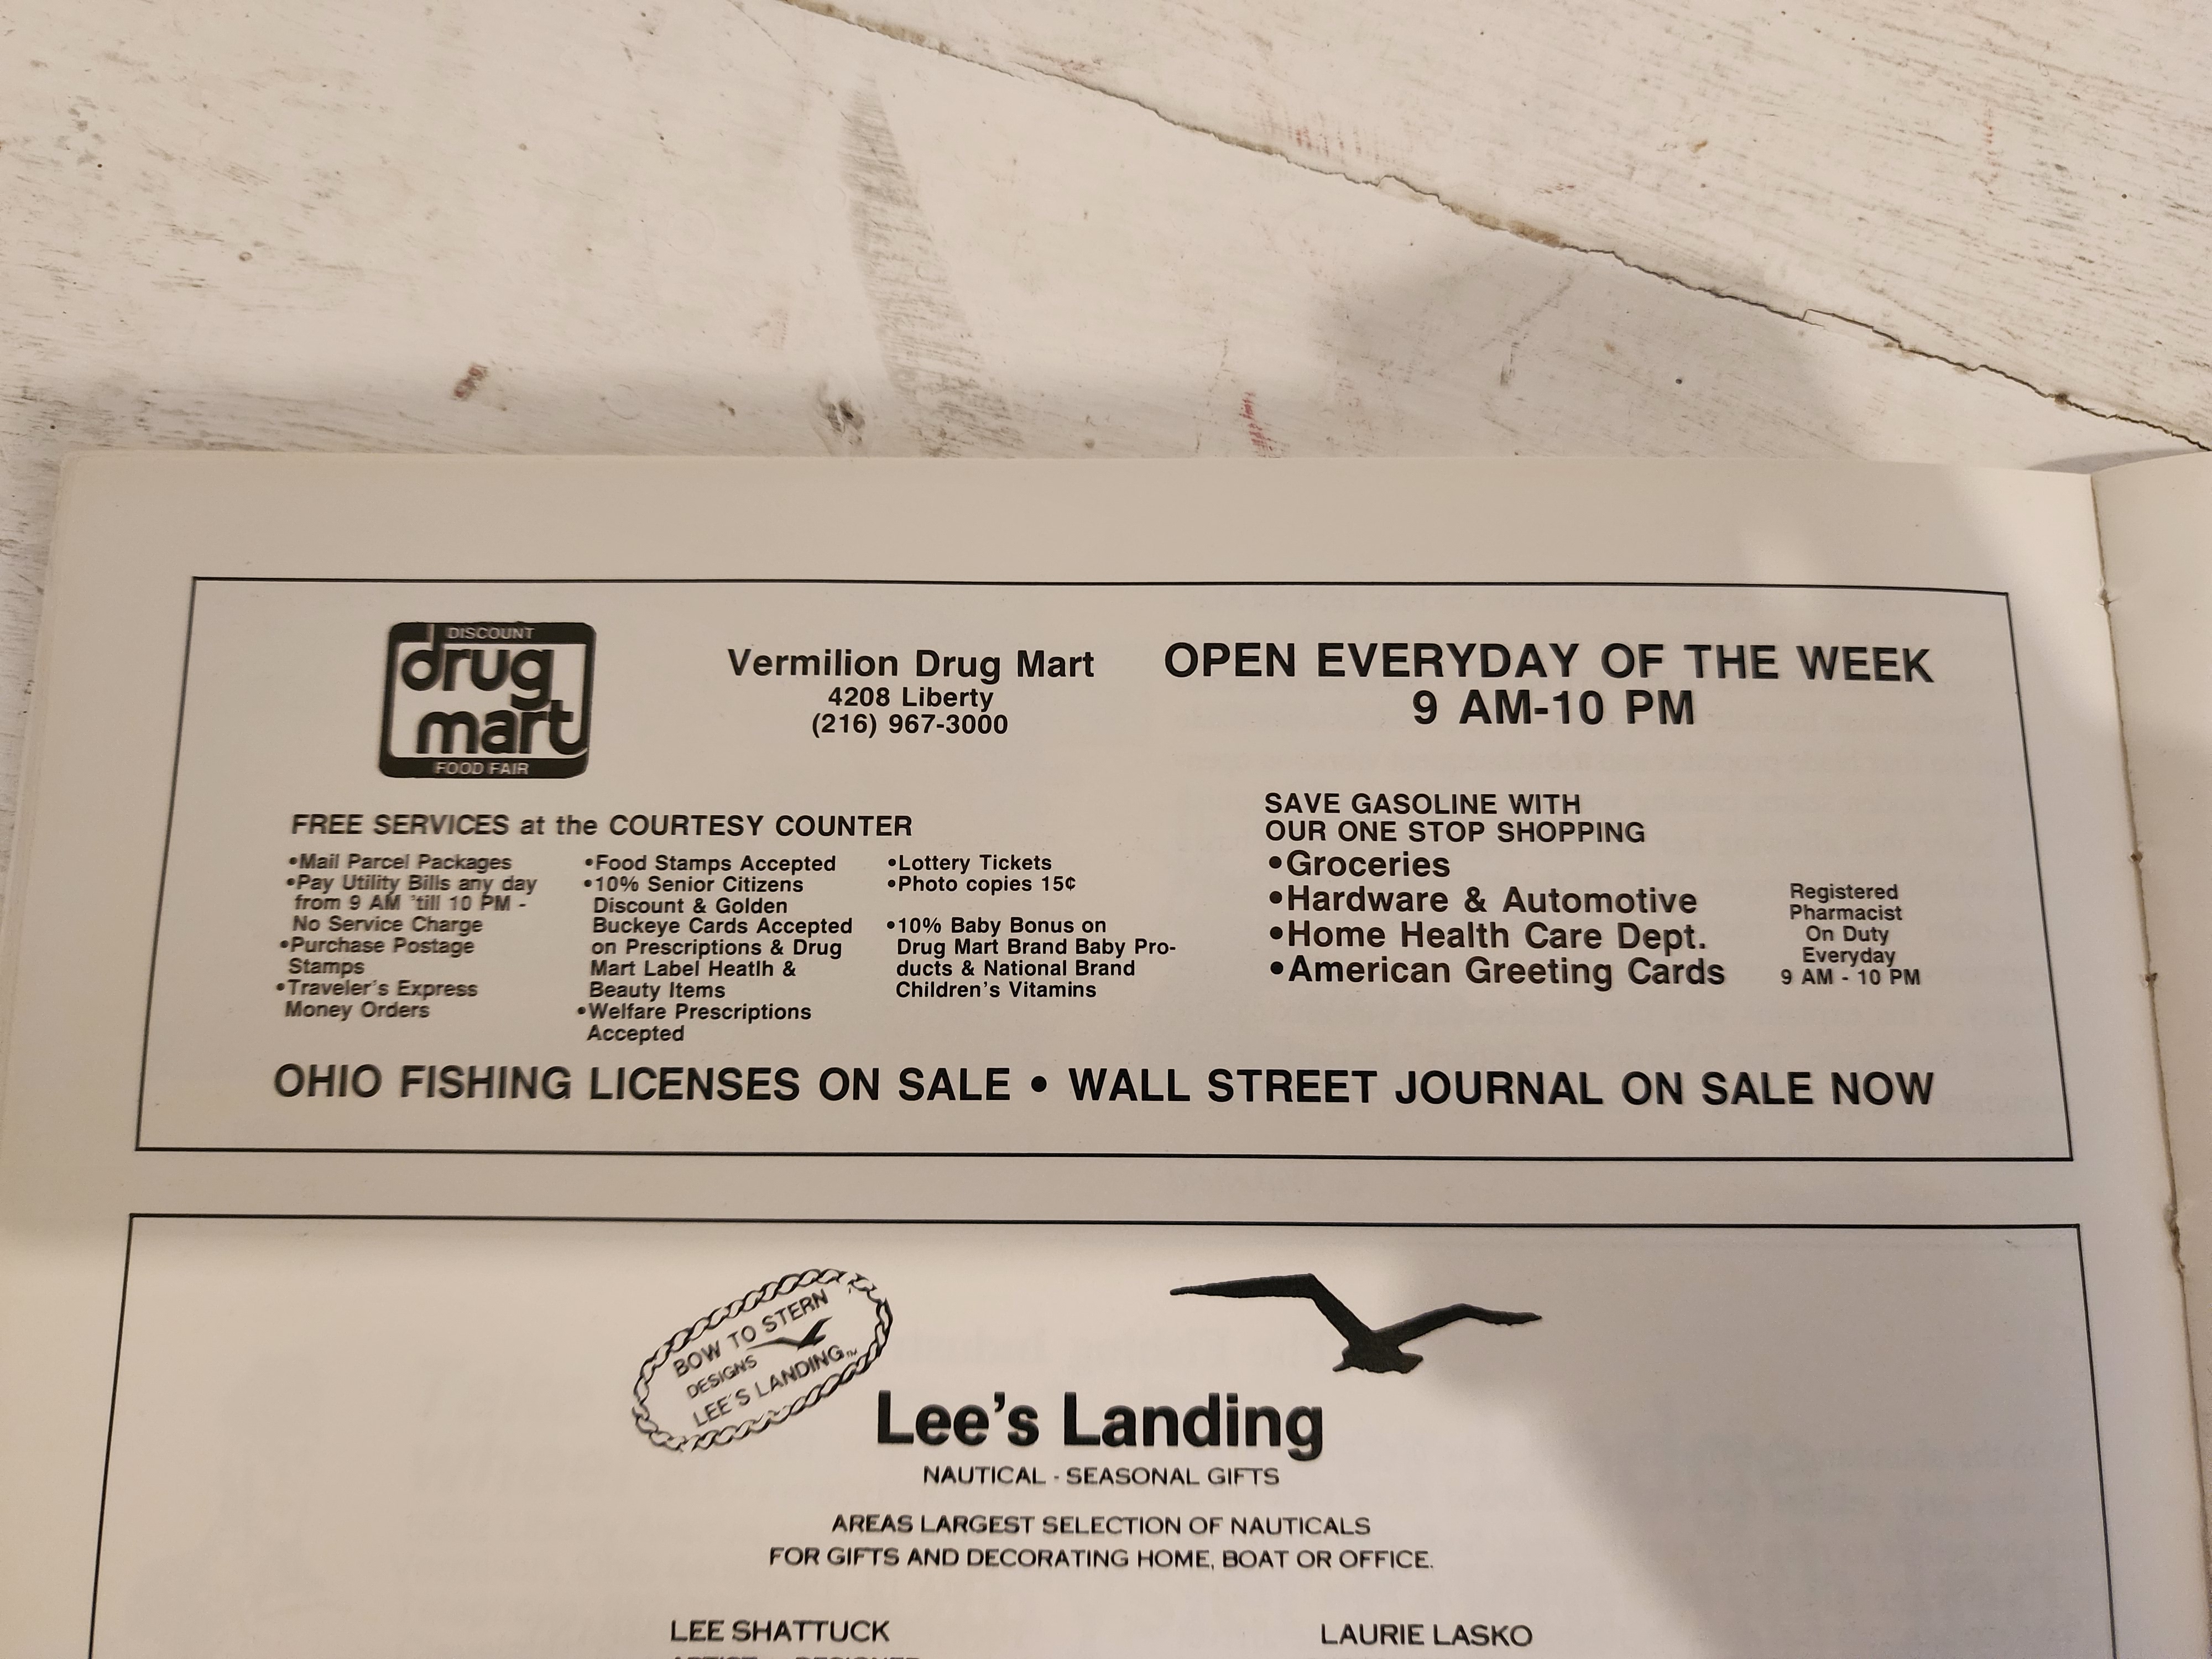 DISCOUNT
drug
mart
FOOD FAIR
Vermilion Drug Mart
4208 Liberty
(216) 967-3000
OPEN EVERYDAY OF THE WEEK
9 AM-10 PM
FREE SERVICES at the COURTESY COUNTER
•Mail Parcel Packages
•Pay Utility Bills any day
from 9 AM 'till 10 PM -
No Service Charge
•Purchase Postage
Stamps
•Traveler's Express
Money Orders
•Food Stamps Accepted
•10% Senior Citizens
Discount & Golden
Buckeye Cards Accepted
on Prescriptions & Drug
Mart Label Heatlh &
Beauty Items
•Welfare Prescriptions
Accepted
•Lottery Tickets
•Photo copies 15¢
•10% Baby Bonus on
Drug Mart Brand Baby Pro-
ducts & National Brand
Children's Vitamins
SAVE GASOLINE WITH
OUR ONE STOP SHOPPING
•Groceries
•Hardware & Automotive
•Home Health Care Dept.
•American Greeting Cards
Registered
Pharmacist
On Duty
Everyday
9 AM - 10 PM
OHIO FISHING LICENSES ON SALE • WALL STREET JOURNAL ON SALE NOW
BOW TO STERN
DESIGNS
LEE'S LANDING™
Lee's Landing
NAUTICAL - SEASONAL GIFTS
AREAS LARGEST SELECTION OF NAUTICALS
FOR GIFTS AND DECORATING HOME, BOAT OR OFFICE.
LEE SHATTUCK
LAURIE LASKO